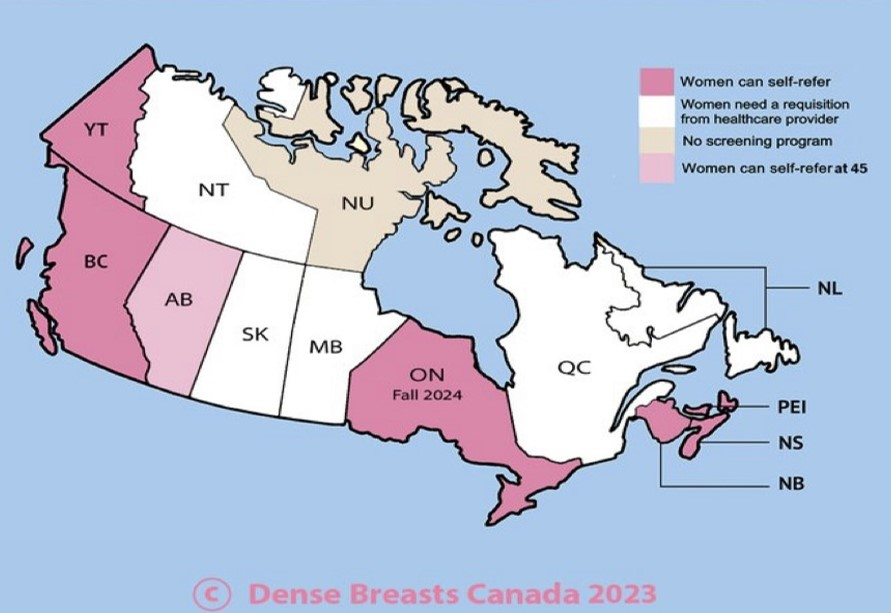 Women can self-refer
Women need a requisition
from healthcare provider
No screening program
Women can self-refer at 45
YT
NT
NU
BC
AB
SK
MB
ON
Fall 2024
QC
NL
PEI
NS
NB
© Dense Breasts Canada 2023